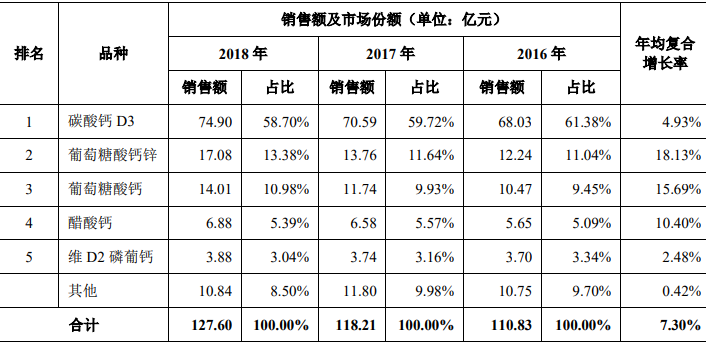 排名 品种 销售额及市场份额（单位：亿元） 年均复合增长率
2018 年 2017 年 2016 年
销售额 占比 销售额 占比 销售额 占比
1 碳酸钙 D3 74.90 58.70% 70.59 59.72% 68.03 61.38% 4.93%
2 葡萄糖酸钙锌 17.08 13.38% 13.76 11.64% 12.24 11.04% 18.13%
3 葡萄糖酸钙 14.01 10.98% 11.74 9.93% 10.47 9.45% 15.69%
4 醋酸钙 6.88 5.39% 6.58 5.57% 5.65 5.09% 10.40%
5 维 D2 磷葡钙 3.88 3.04% 3.74 3.16% 3.70 3.34% 2.48%
其他 10.84 8.50% 11.80 9.98% 10.75 9.70% 0.42%
合计 127.60 100.00% 118.21 100.00% 110.83 100.00% 7.30%